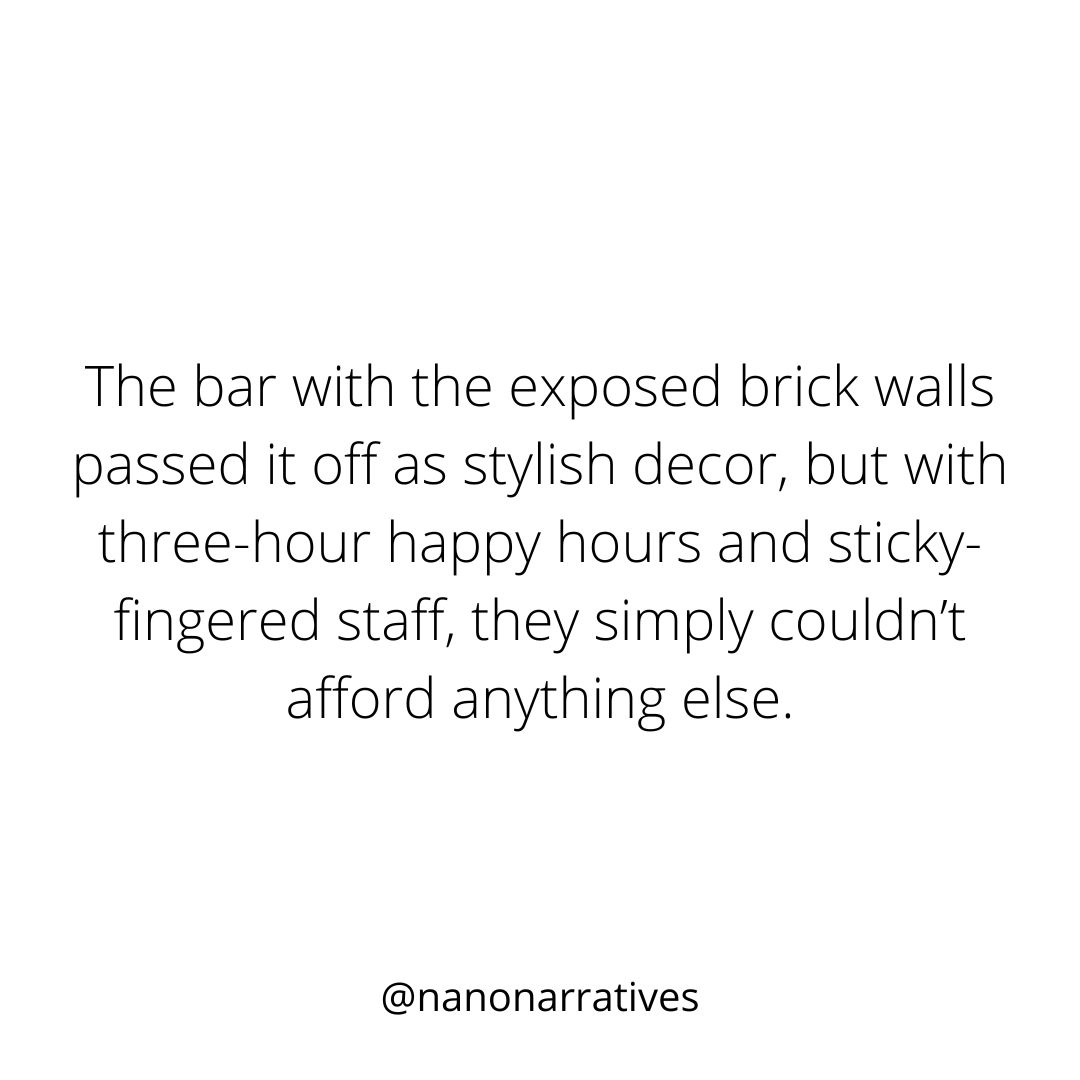 The bar with the exposed brick walls
passed it off as stylish decor, but with
three-hour happy hours and sticky-
fingered staff, they simply couldn’t
afford anything else.
@nanonarratives